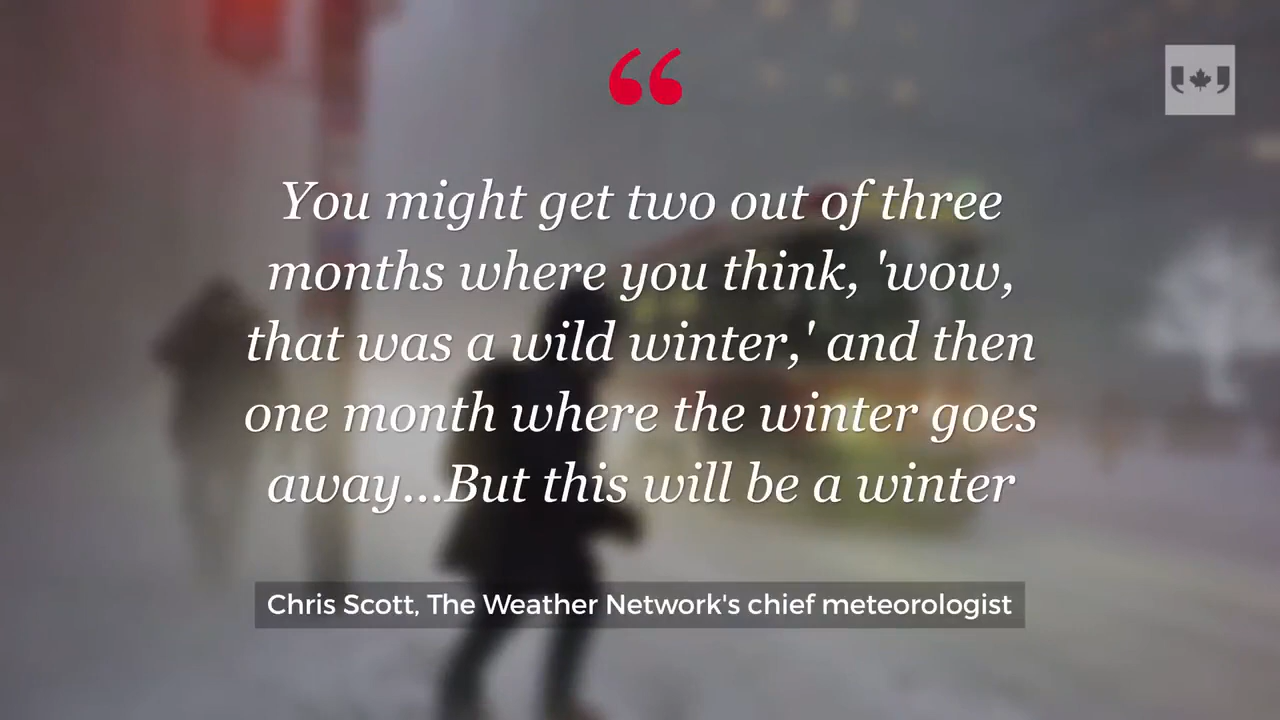 You might get two out of three
months where you think, 'wow,
that was a wild winter,' and then
one month where the winter goes
away...But this will be a winter
Chris Scott, The Weather Network's chief meteorologist